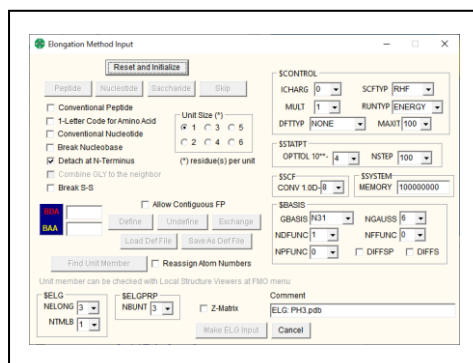 Elongation Method Input
Reset and Initialize
Peptide Nucleotide Saccharide Skip
Conventional Peptide
1-Letter Code for Amino Acid
Conventional Nucleotide
Break Nucleobase
Detach at N-Terminus
Combine GLY to the neighbor
Break S-S
Unit Size (*)
1 3 5
2 4 6
(*) residue(s) per unit
BDA
BAA
Allow Contiguous FP
Define Undefine Exchange
Load Def File Save As Def File
Find Unit Member Reassign Atom Numbers
Unit member can be checked with Local Structure Viewers at FMO menu
$ELG
NELONG 3
NTMLB 1
$ELGPRP
NBUNT 3
Z-Matrix
Make ELG Input Cancel
Comment
ELG: PH3.pdb
$CONTROL
ICHARG 0 SCFTYP RHF
MULT 1 RUNTYP ENERGY
DFTTYP NONE MAXIT 100
$STATPT
OPTTOL 10**- 4 NSTEP 100
$SCF
CONV 1.0D- 8
$SYSTEM
MEMORY 100000000
$BASIS
GBASIS N31 NGAUSS 6
NDFUNC 1 NFFUNC 0
NPFUNC 0 DIFFSP DIFFS